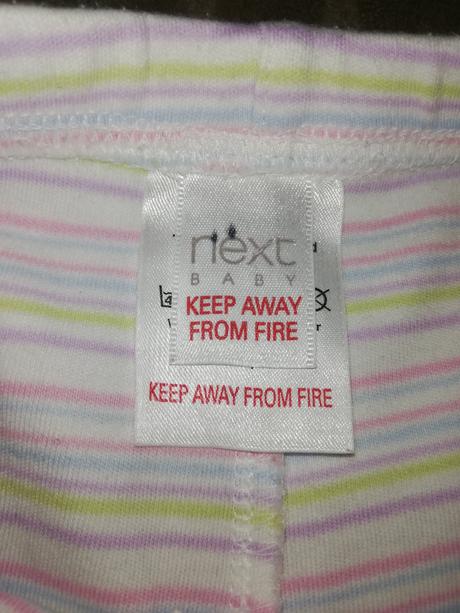 next
BABY
KEEP AWAY
FROM FIRE
KEEP AWAY FROM FIRE